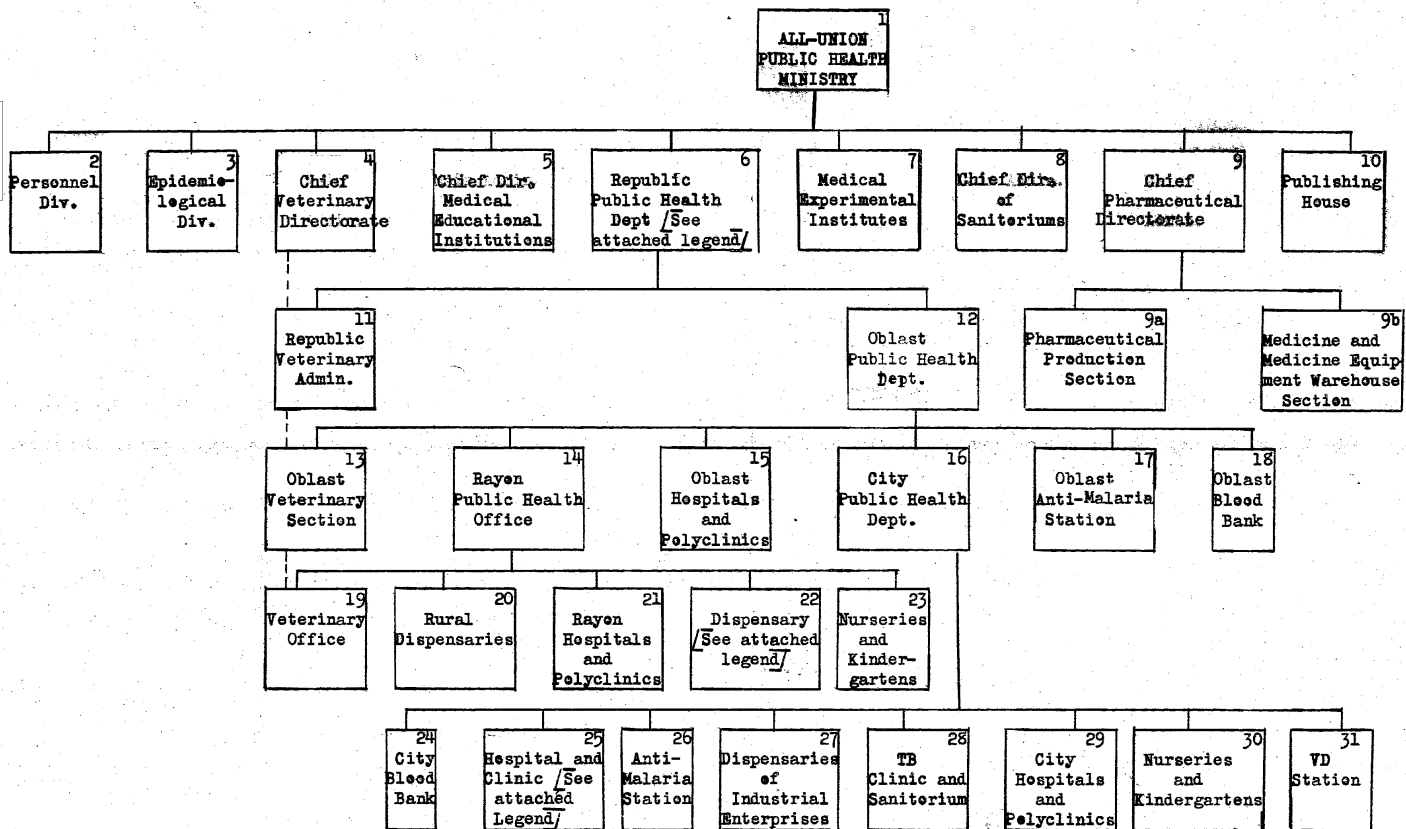 1
ALL-UNION
PUBLIC HEALTH
MINISTRY
2
Personnel
Div.
3
Epidemio-
logical
Div.
4
Chief
Veterinary
Directorate
5
Chief Dir.
Medical
Educational
Institutions
6
Republic
Public Health
Dept /See
attached legend/
7
Medical
Experimental
Institutes
8
Chief Dir.
of
Sanitoriums
9
Chief
Pharmaceutical
Directorate
10
Publishing
House
11
Republic
Veterinary
Admin.
12
Oblast
Public Health
Dept.
9a
Pharmaceutical
Production
Section
9b
Medicine and
Medicine Equip-
ment Warehouse
Section
13
Oblast
Veterinary
Section
14
Rayon
Public Health
Office
15
Oblast
Hospitals
and
Polyclinics
16
City
Public Health
Dept.
17
Oblast
Anti-Malaria
Station
18
Oblast
Blood
Bank
19
Veterinary
Office
20
Rural
Dispensaries
21
Rayon
Hospitals
and
Polyclinics
22
Dispensary
/See attached
legend/
23
Nurseries
and
Kinder-
gartens
24
City
Blood
Bank
25
Hospital and
Clinic /See
attached
Legend/
26
Anti-
Malaria
Station
27
Dispensaries
of
Industrial
Enterprises
28
TB
Clinic and
Sanitorium
29
City
Hospitals
and
Polyclinics
30
Nurseries
and
Kindergartens
31
VD
Station